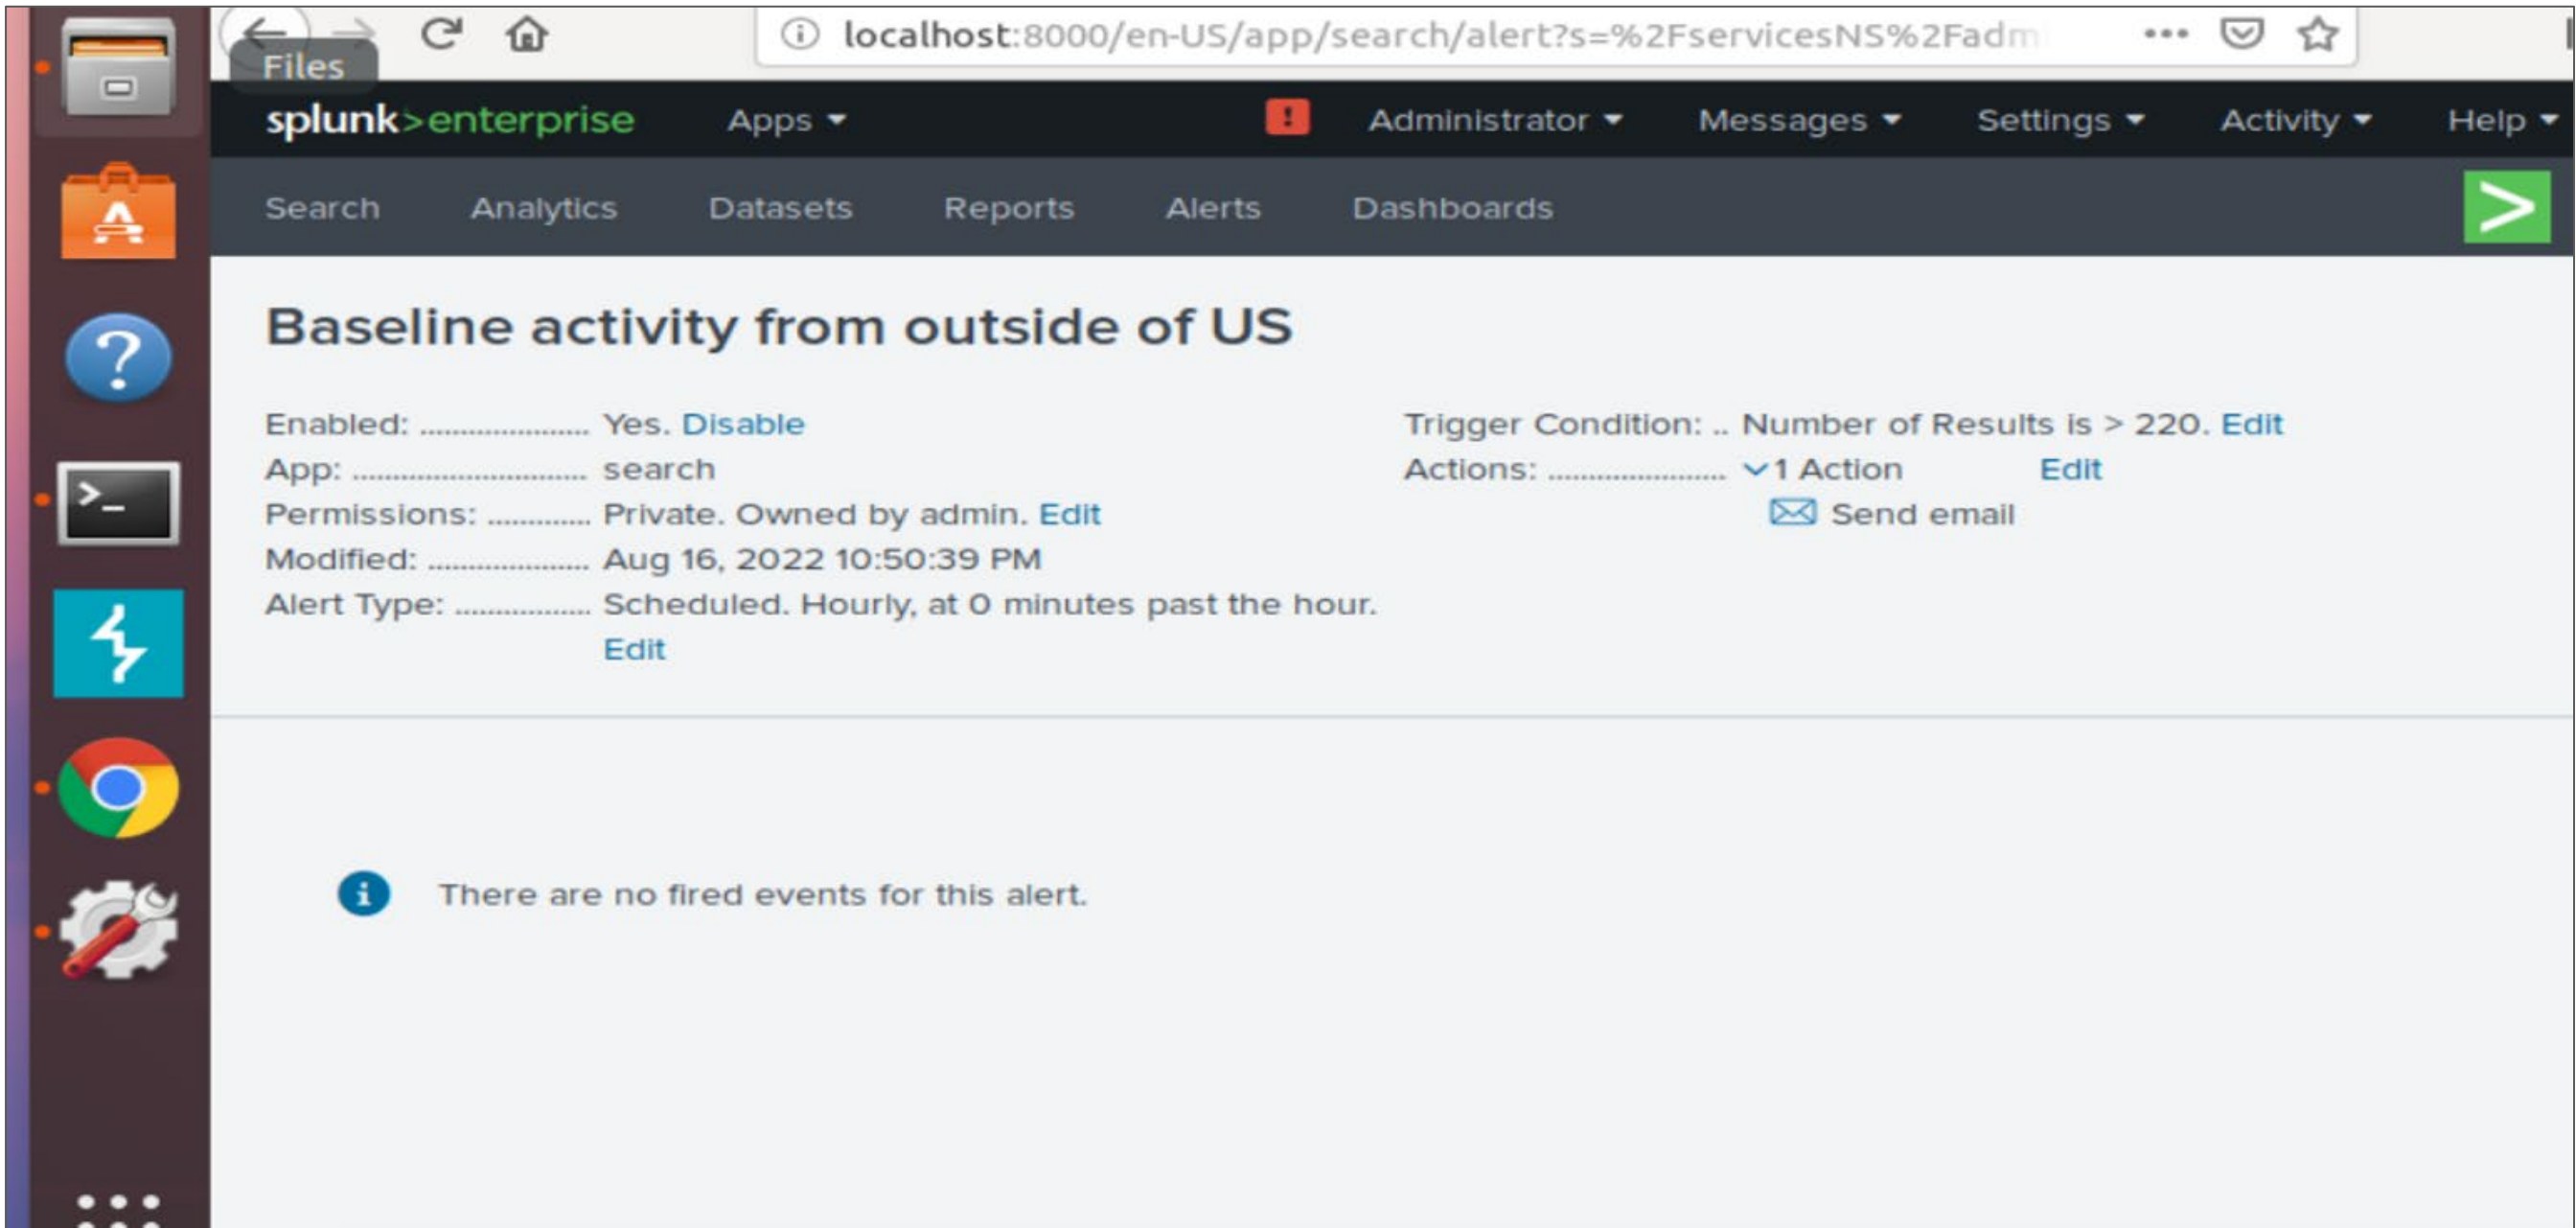 localhost:8000/en-US/app/search/alert?s=%2FservicesNS%2Fadm
Files
splunk>enterprise Apps Administrator Messages Settings Activity Help
Search Analytics Datasets Reports Alerts Dashboards
Baseline activity from outside of US
Enabled: .................... Yes. Disable
App: ............................ search
Permissions: ............. Private. Owned by admin. Edit
Modified: ................... Aug 16, 2022 10:50:39 PM
Alert Type: ................ Scheduled. Hourly, at 0 minutes past the hour.
Edit
Trigger Condition: .. Number of Results is > 220. Edit
Actions: ..................... 1 Action Edit
Send email
There are no fired events for this alert.